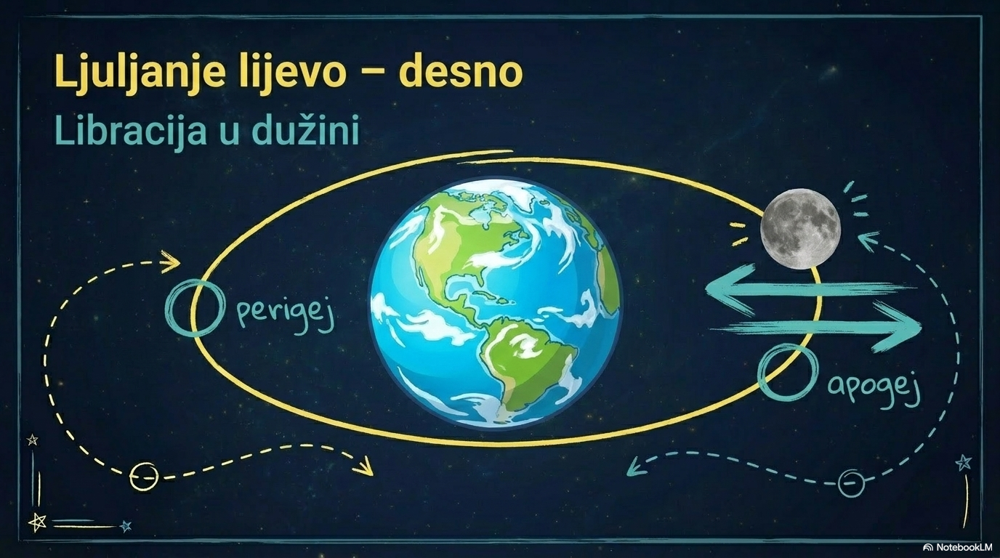 Ljuljanje lijevo – desno
Libracija u dužini
perigej
apogej
NotebookLM